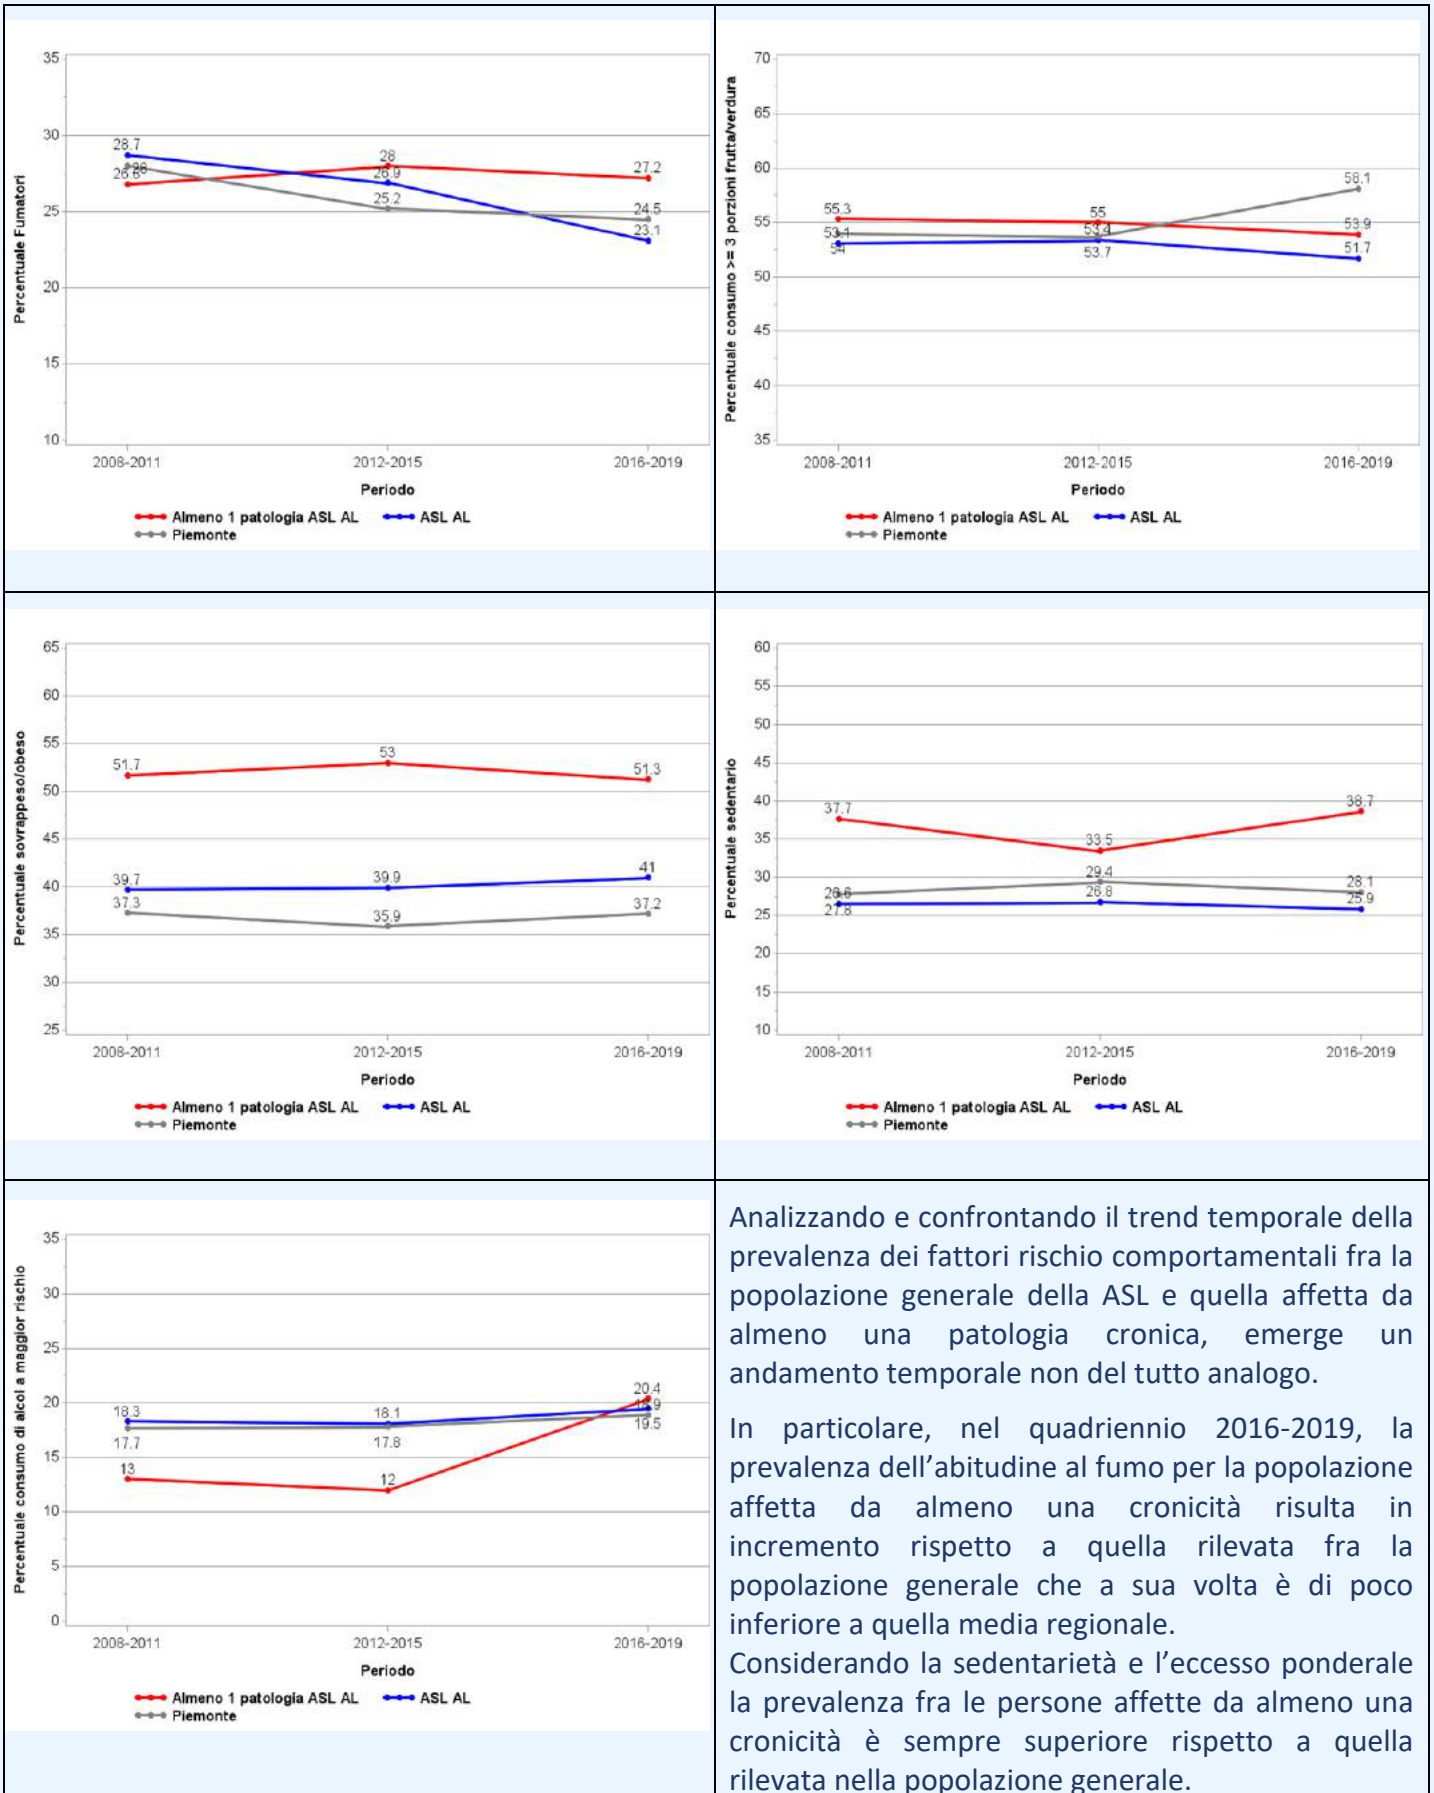 Percentuale Fumatori
35
30
25
20
15
10
28.7
28
26.9
25.2
27.2
24.5
23.1
2008-2011 2012-2015 2016-2019
Periodo
Almeno 1 patologia ASL AL ASL AL
Piemonte
Percentuale consumo >= 3 porzioni frutta/verdura
70
65
60
55
50
45
40
35
55.3
53.1
54
55
53.4
53.7
58.1
53.9
51.7
2008-2011 2012-2015 2016-2019
Periodo
Almeno 1 patologia ASL AL ASL AL
Piemonte
Percentuale sovrappeso/obeso
65
60
55
50
45
40
35
30
25
51.7
53
51.3
39.7
39.9
41
37.3
35.9
37.2
2008-2011 2012-2015 2016-2019
Periodo
Almeno 1 patologia ASL AL ASL AL
Piemonte
Percentuale sedentario
60
55
50
45
40
35
30
25
20
15
10
37.7
33.5
38.7
27.8
29.4
26.8
28.1
25.9
2008-2011 2012-2015 2016-2019
Periodo
Almeno 1 patologia ASL AL ASL AL
Piemonte
Percentuale consumo di alcol a maggior rischio
35
30
25
20
15
10
5
0
18.3
18.1
20.4
17.7
17.8
19.5
13
12
2008-2011 2012-2015 2016-2019
Periodo
Almeno 1 patologia ASL AL ASL AL
Piemonte
Analizzando e confrontando il trend temporale della
prevalenza dei fattori rischio comportamentali fra la
popolazione generale della ASL e quella affetta da
almeno una patologia cronica, emerge un
andamento temporale non del tutto analogo.
In particolare, nel quadriennio 2016-2019, la
prevalenza dell'abitudine al fumo per la popolazione
affetta da almeno una cronicità risulta in
incremento rispetto a quella rilevata fra la
popolazione generale che a sua volta è di poco
inferiore a quella media regionale.
Considerando la sedentarietà e l'eccesso ponderale
la prevalenza fra le persone affette da almeno una
cronicità è sempre superiore rispetto a quella
rilevata nella popolazione generale.